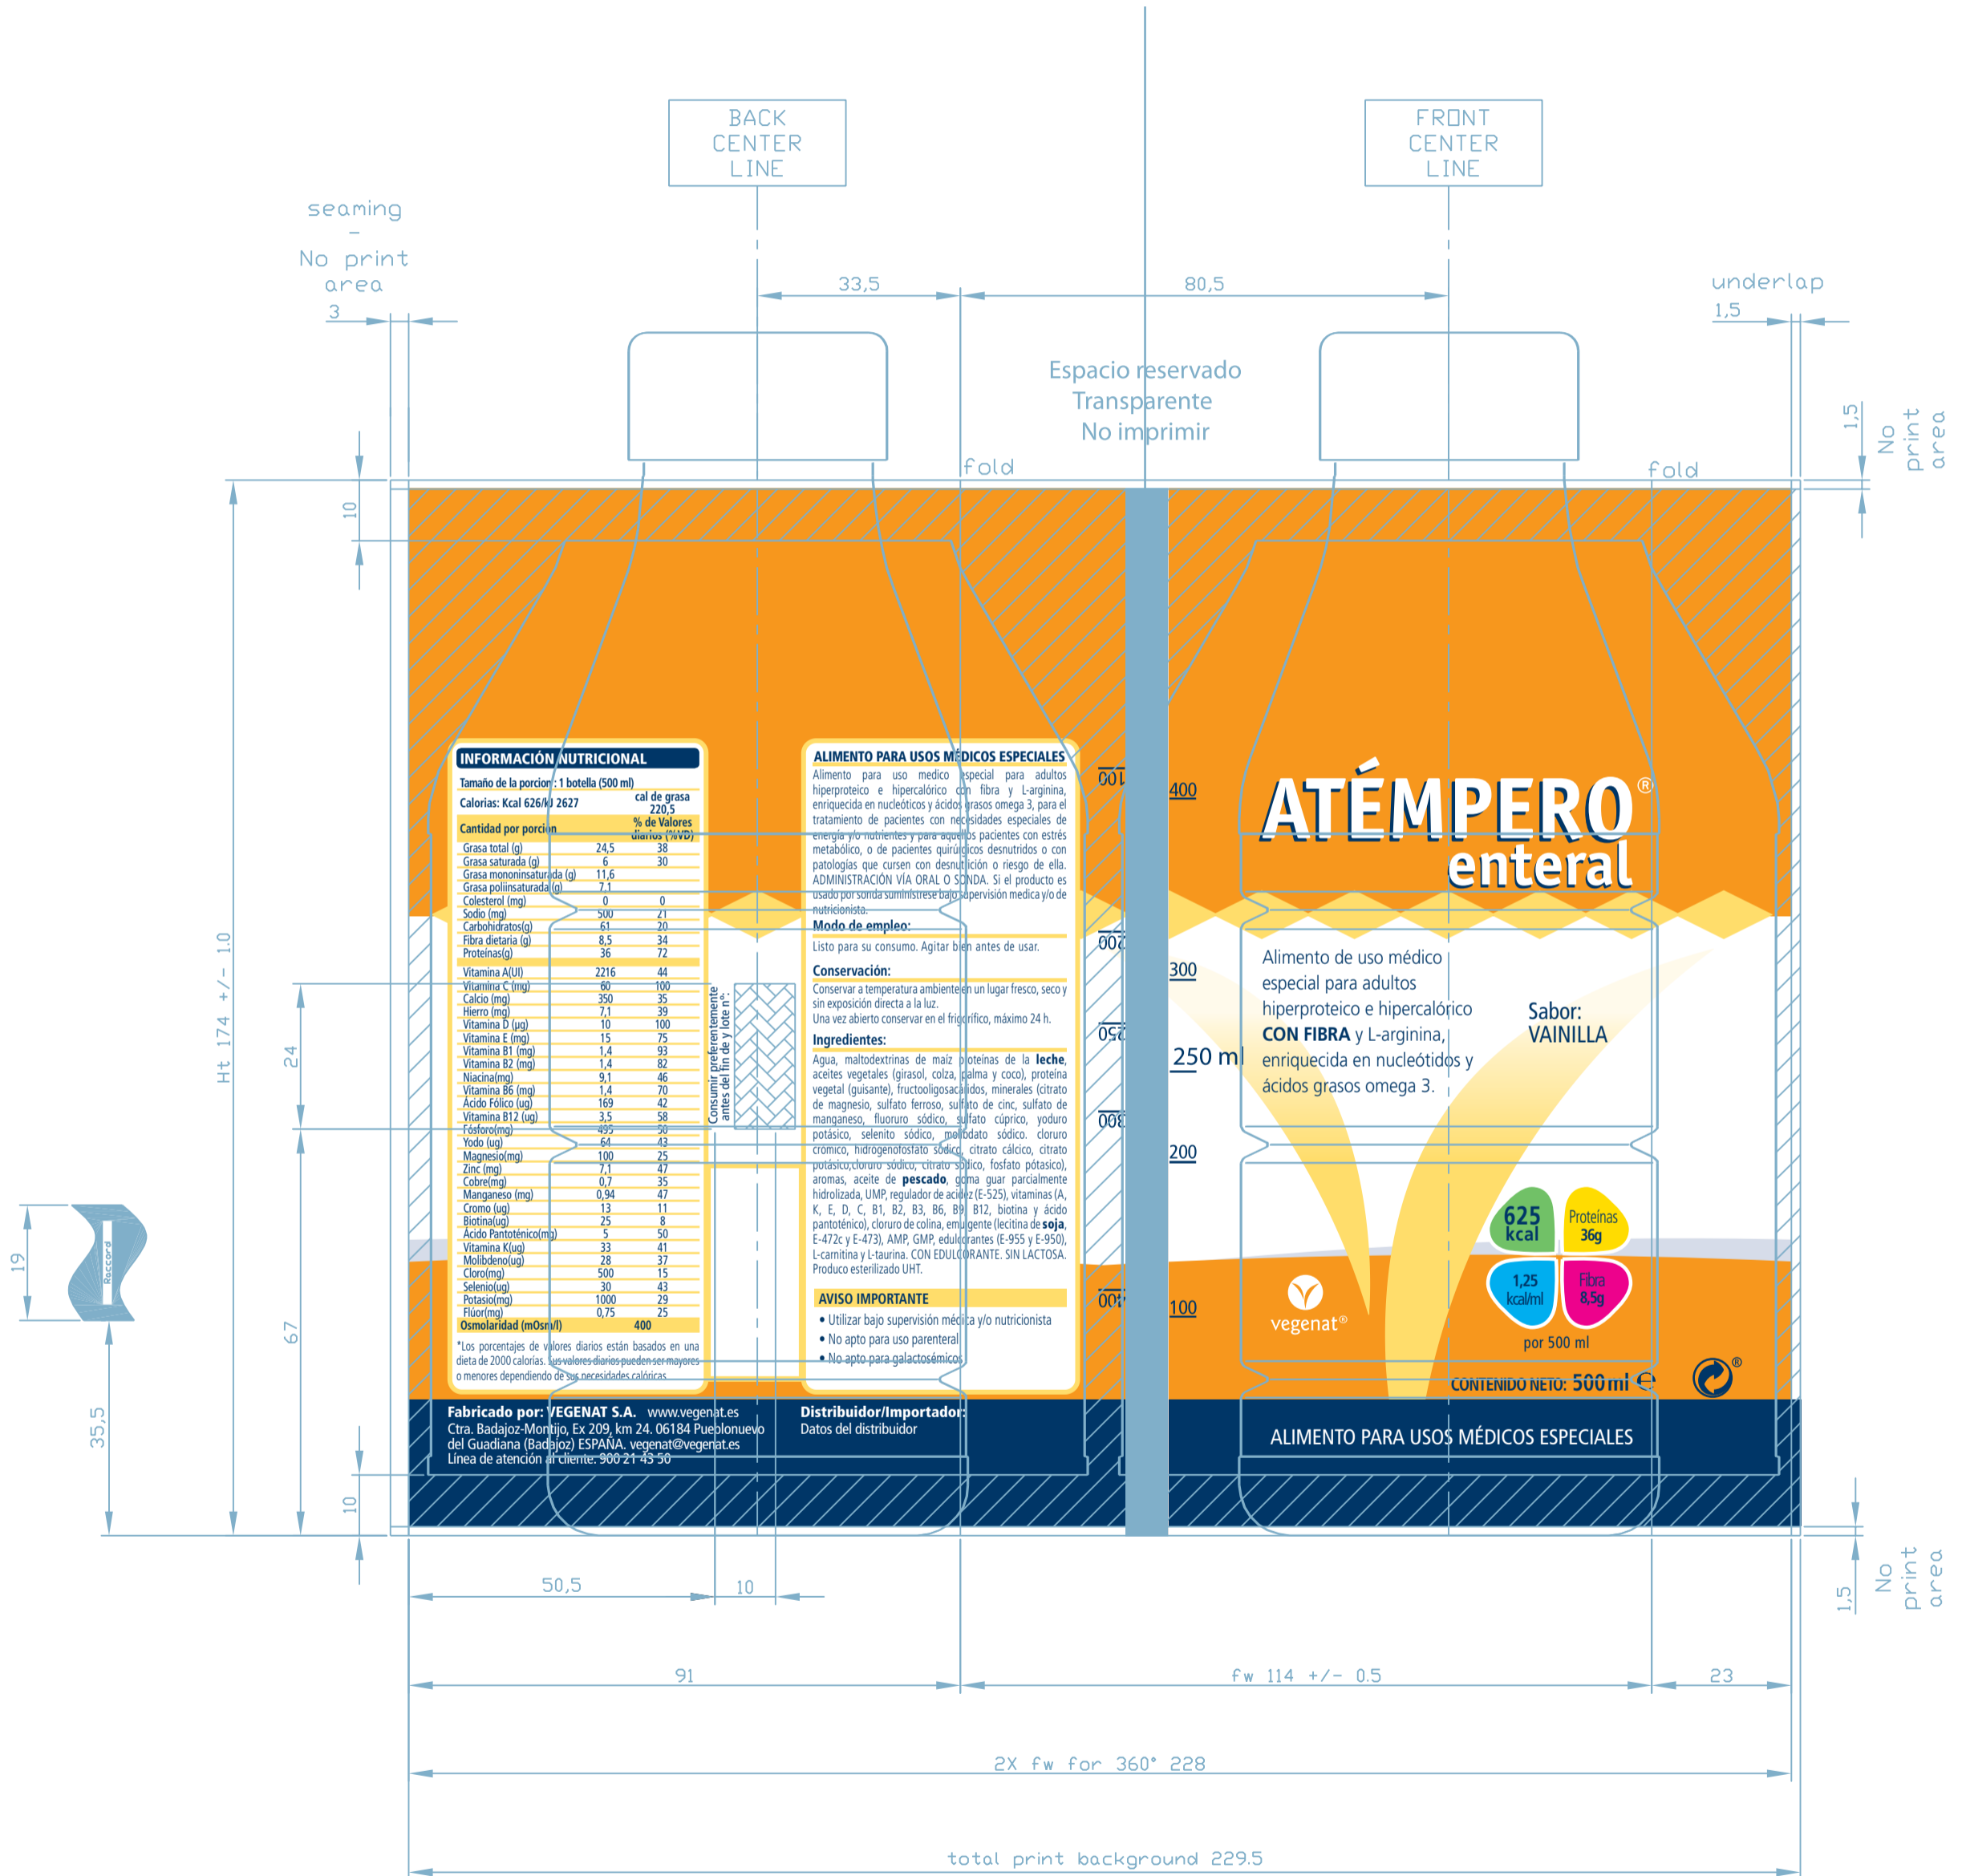 BACK
CENTER
LINE
FRONT
CENTER
LINE
seaming
-
No print
area
3
33,5
80,5
underlap
1,5
Espacio reservado
Transparente
No imprimir
1,5
No
print
area
fold
fold
10
Ht 174 +/- 1.0
24
67
19
Raccord
35,5
10
INFORMACIÓN NUTRICIONAL
Tamaño de la porcion: 1 botella (500 ml)
Calorias: Kcal 626/kJ 2627 cal de grasa 220,5
Cantidad por porcion % de Valores diarios (%VD)
Grasa total (g) 24,5 38
Grasa saturada (g) 6 30
Grasa mononinsaturada (g) 11,6
Grasa poliinsaturada(g) 7,1
Colesterol (mg) 0 0
Sodio (mg) 500 21
Carbohidratos(g) 61 20
Fibra dietaria (g) 8,5 34
Proteínas(g) 36 72
Vitamina A(UI) 2216 44
Vitamina C (mg) 60 100
Calcio (mg) 350 35
Hierro (mg) 7,1 39
Vitamina D (µg) 10 100
Vitamina E (mg) 15 75
Vitamina B1 (mg) 1,4 93
Vitamina B2 (mg) 1,4 82
Niacina(mg) 9,1 46
Vitamina B6 (mg) 1,4 70
Ácido Fólico (ug) 169 42
Vitamina B12 (ug) 3,5 58
Fósforo(mg) 495 50
Yodo (ug) 64 43
Magnesio(mg) 100 25
Zinc (mg) 7,1 47
Cobre(mg) 0,7 35
Manganeso (mg) 0,94 47
Cromo (ug) 13 11
Biotina(ug) 25 8
Ácido Pantoténico(mg) 5 50
Vitamina K(ug) 33 41
Molibdeno(ug) 28 37
Cloro(mg) 500 15
Selenio(ug) 30 43
Potasio(mg) 1000 29
Flúor(mg) 0,75 25
Osmolaridad (mOsm/l) 400
*Los porcentajes de valores diarios están basados en una
dieta de 2000 calorías. Sus valores diarios pueden ser mayores
o menores dependiendo de sus necesidades calóricas
Consumir preferentemente
antes del fin de y lote nº:
ALIMENTO PARA USOS MÉDICOS ESPECIALES
Alimento para uso medico especial para adultos
hiperproteico e hipercalórico con fibra y L-arginina,
enriquecida en nucleóticos y ácidos grasos omega 3, para el
tratamiento de pacientes con necesidades especiales de
energía y/o nutrientes y para aquellos pacientes con estrés
metabólico, o de pacientes quirúrgicos desnutridos o con
patologías que cursen con desnutrición o riesgo de ella.
ADMINISTRACIÓN VÍA ORAL O SONDA. Si el producto es
usado por sonda suminístrese bajo supervisión medica y/o de
nutricionista.
Modo de empleo:
Listo para su consumo. Agitar bien antes de usar.
Conservación:
Conservar a temperatura ambiente en un lugar fresco, seco y
sin exposición directa a la luz.
Una vez abierto conservar en el frigorífico, máximo 24 h.
Ingredientes:
Agua, maltodextrinas de maiz proteinas de la leche,
aceites vegetales (girasol, colza, palma y coco), proteína
vegetal (guisante), fructooligosacáridos, minerales (citrato
de magnesio, sulfato ferroso, sulfato de cinc, sulfato de
manganeso, fluoruro sódico, sulfato cúprico, yoduro
potásico, selenito sódico, molibdato sódico. cloruro
crómico, hidrogenofostato sódico, citrato cálcico, citrato
potásico,cloruro sódico, citrato sódico, fosfato pótasico),
aromas, aceite de pescado, goma guar parcialmente
hidrolizada, UMP, regulador de acidez (E-525), vitaminas (A,
K, E, D, C, B1, B2, B3, B6, B9, B12, biotina y ácido
pantoténico), cloruro de colina, emulgente (lecitina de soja,
E-472c y E-473), AMP, GMP, edulcorantes (E-955 y E-950),
L-carnitina y L-taurina. CON EDULCORANTE. SIN LACTOSA.
Produco esterilizado UHT.
AVISO IMPORTANTE
• Utilizar bajo supervisión médica y/o nutricionista
• No apto para uso parenteral
• No apto para galactosémicos
Fabricado por: VEGENAT S.A. www.vegenat.es
Ctra. Badajoz-Montijo, Ex 209, km 24. 06184 Pueblonuevo
del Guadiana (Badajoz) ESPAÑA. vegenat@vegenat.es
Línea de atención al cliente: 900 21 43 50
Distribuidor/Importador:
Datos del distribuidor
100
200
250
300
400
400
300
250 ml
200
100
ATÉMPERO®
enteral
Alimento de uso médico
especial para adultos
hiperproteico e hipercalórico
CON FIBRA y L-arginina,
enriquecida en nucleótidos y
ácidos grasos omega 3.
Sabor:
VAINILLA
625
kcal
Proteínas
36g
1,25
kcal/ml
Fibra
8,5g
por 500 ml
vegenat®
CONTENIDO NETO: 500 ml e
®
ALIMENTO PARA USOS MÉDICOS ESPECIALES
50,5
10
1,5
No
print
area
91
fw 114 +/- 0.5
23
2X fw for 360° 228
total print background 229.5